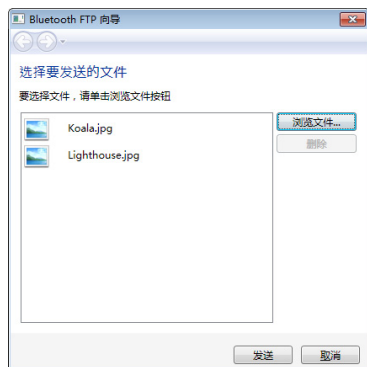 Bluetooth FTP 向导
选择要发送的文件
要选择文件，请单击浏览文件按钮
Koala.jpg
Lighthouse.jpg
浏览文件...
删除
发送
取消